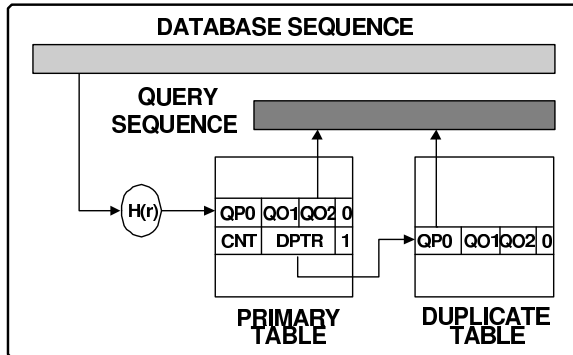 DATABASE SEQUENCE
QUERY
SEQUENCE
H(r)
QP0 QO1 QO2 0
CNT DPTR 1
QP0 QO1 QO2 0
PRIMARY
TABLE
DUPLICATE
TABLE